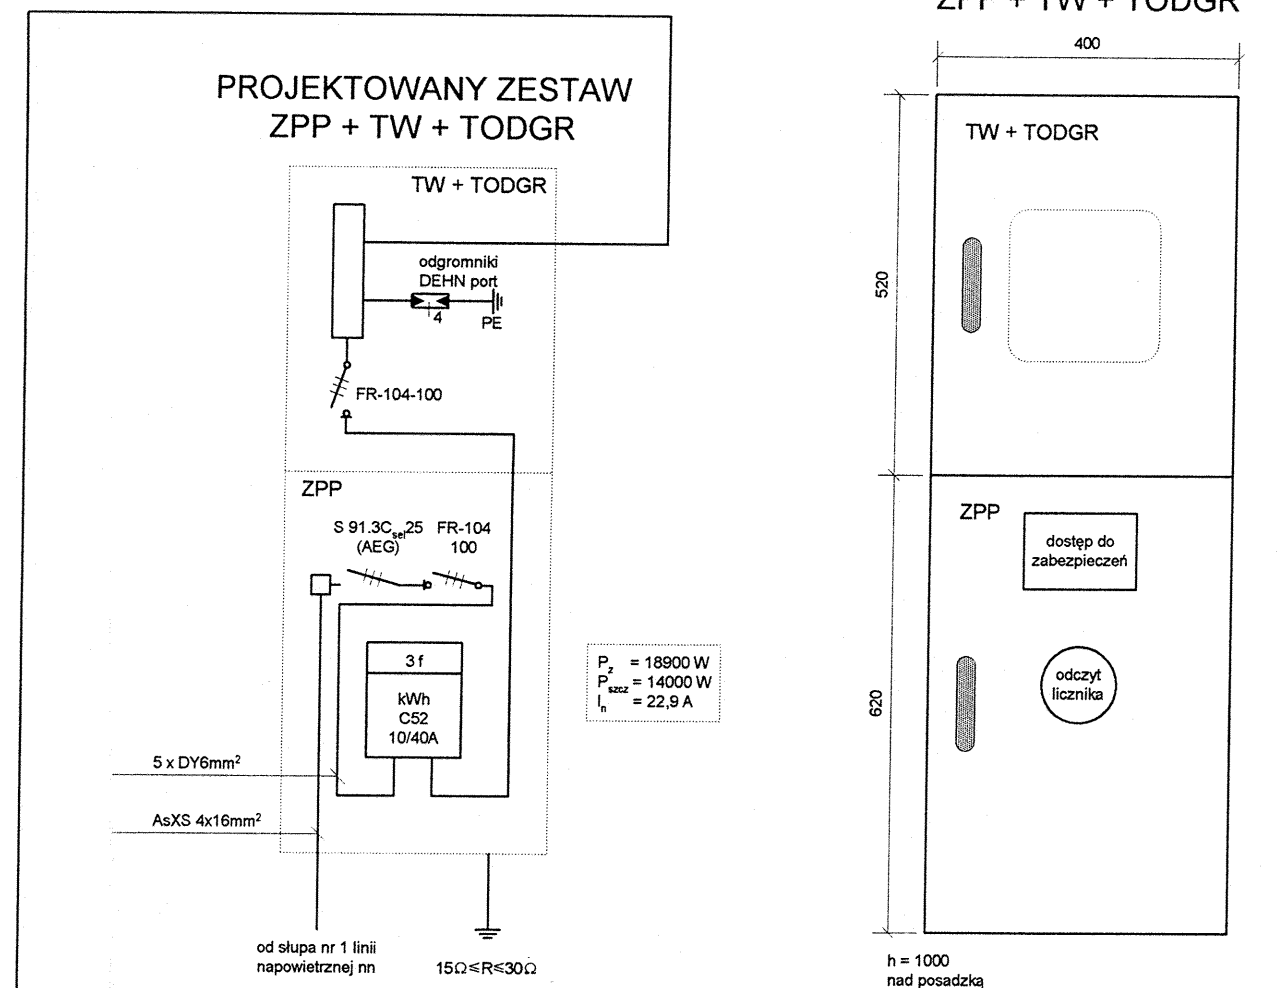 PROJEKTOWANY ZESTAW
ZPP + TW + TODGR
TW + TODGR
odgromniki
DEHN port
4
PE
FR-104-100
ZPP
S 91.3Csel25
(AEG)
FR-104
100
3 f
kWh
C52
10/40A
Pz = 18900 W
Pszcz = 14000 W
In = 22,9 A
5 x DY6mm²
AsXS 4x16mm²
od słupa nr 1 linii
napowietrznej nn
15Ω≤R≤30Ω
ZPP + TW + TODGR
400
TW + TODGR
520
ZPP
dostęp do
zabezpieczeń
odczyt
licznika
620
h = 1000
nad posadzką